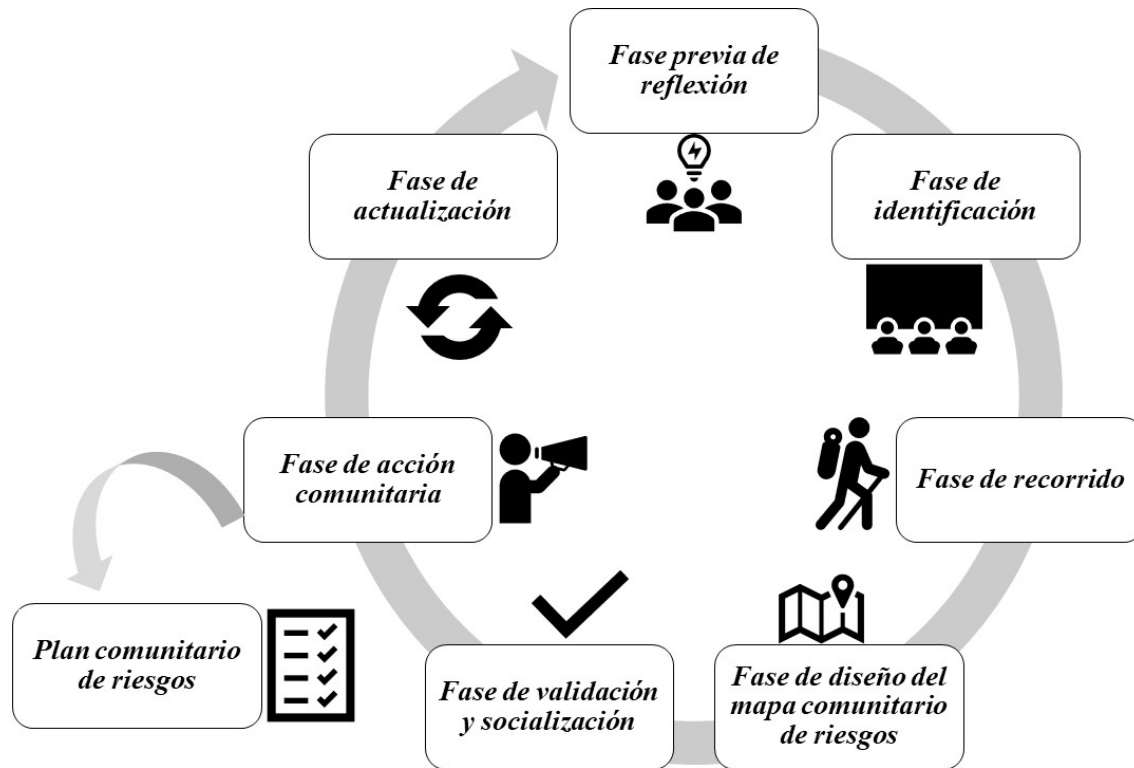 Fase previa de
reflexión
Fase de
identificación
Fase de recorrido
Fase de diseño del
mapa comunitario
de riesgos
Fase de validación
y socialización
Fase de acción
comunitaria
Plan comunitario
de riesgos
Fase de
actualización